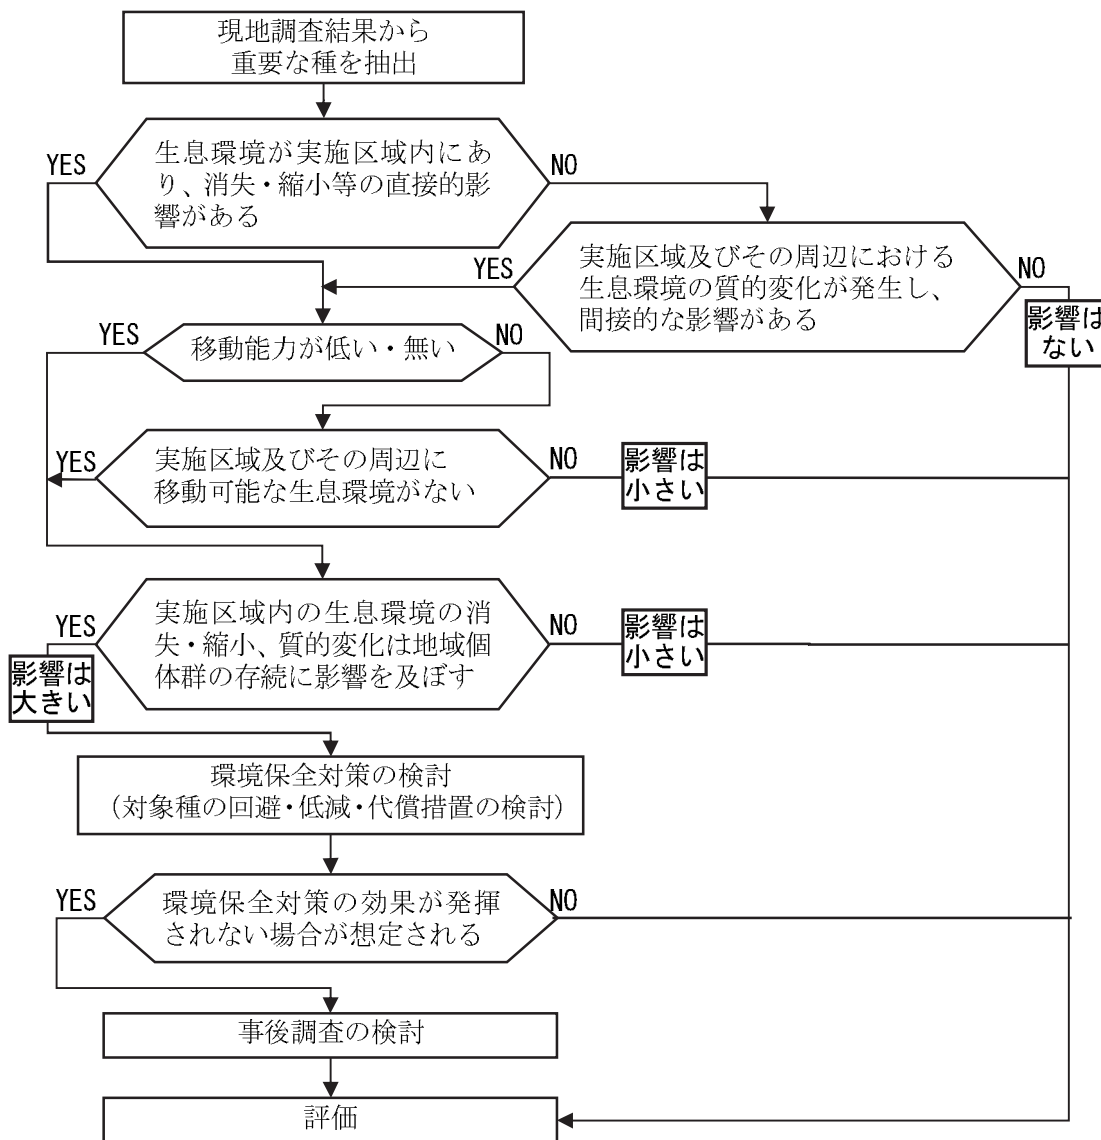 現地調査結果から
重要な種を抽出
YES
生息環境が実施区域内にあ
り、消失・縮小等の直接的影
響がある
NO
YES
実施区域及びその周辺における
生息環境の質的変化が発生し、
間接的な影響がある
NO
影響は
ない
YES
移動能力が低い・無い
NO
YES
実施区域及びその周辺に
移動可能な生息環境がない
NO
影響は
小さい
YES
実施区域内の生息環境の消
失・縮小、質的変化は地域個
体群の存続に影響を及ぼす
NO
影響は
小さい
影響は
大きい
環境保全対策の検討
（対象種の回避・低減・代償措置の検討）
YES
環境保全対策の効果が発揮
されない場合が想定される
NO
事後調査の検討
評価